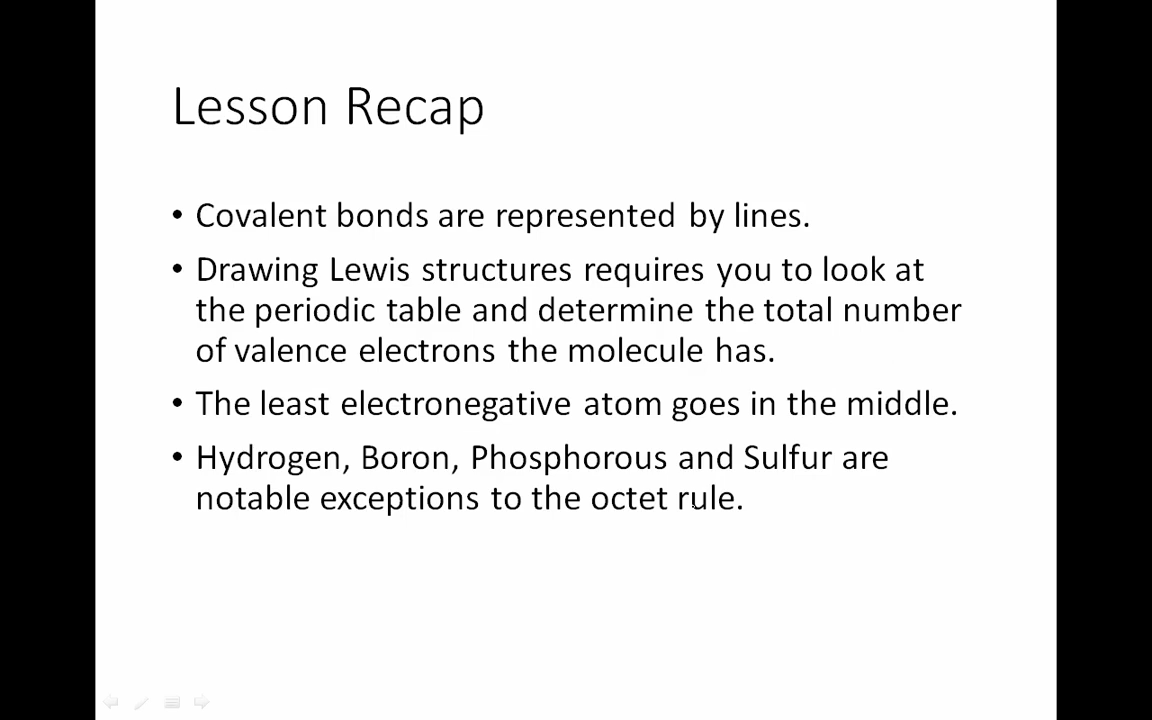 Lesson Recap
• Covalent bonds are represented by lines.
• Drawing Lewis structures requires you to look at
the periodic table and determine the total number
of valence electrons the molecule has.
• The least electronegative atom goes in the middle.
• Hydrogen, Boron, Phosphorous and Sulfur are
notable exceptions to the octet rule.